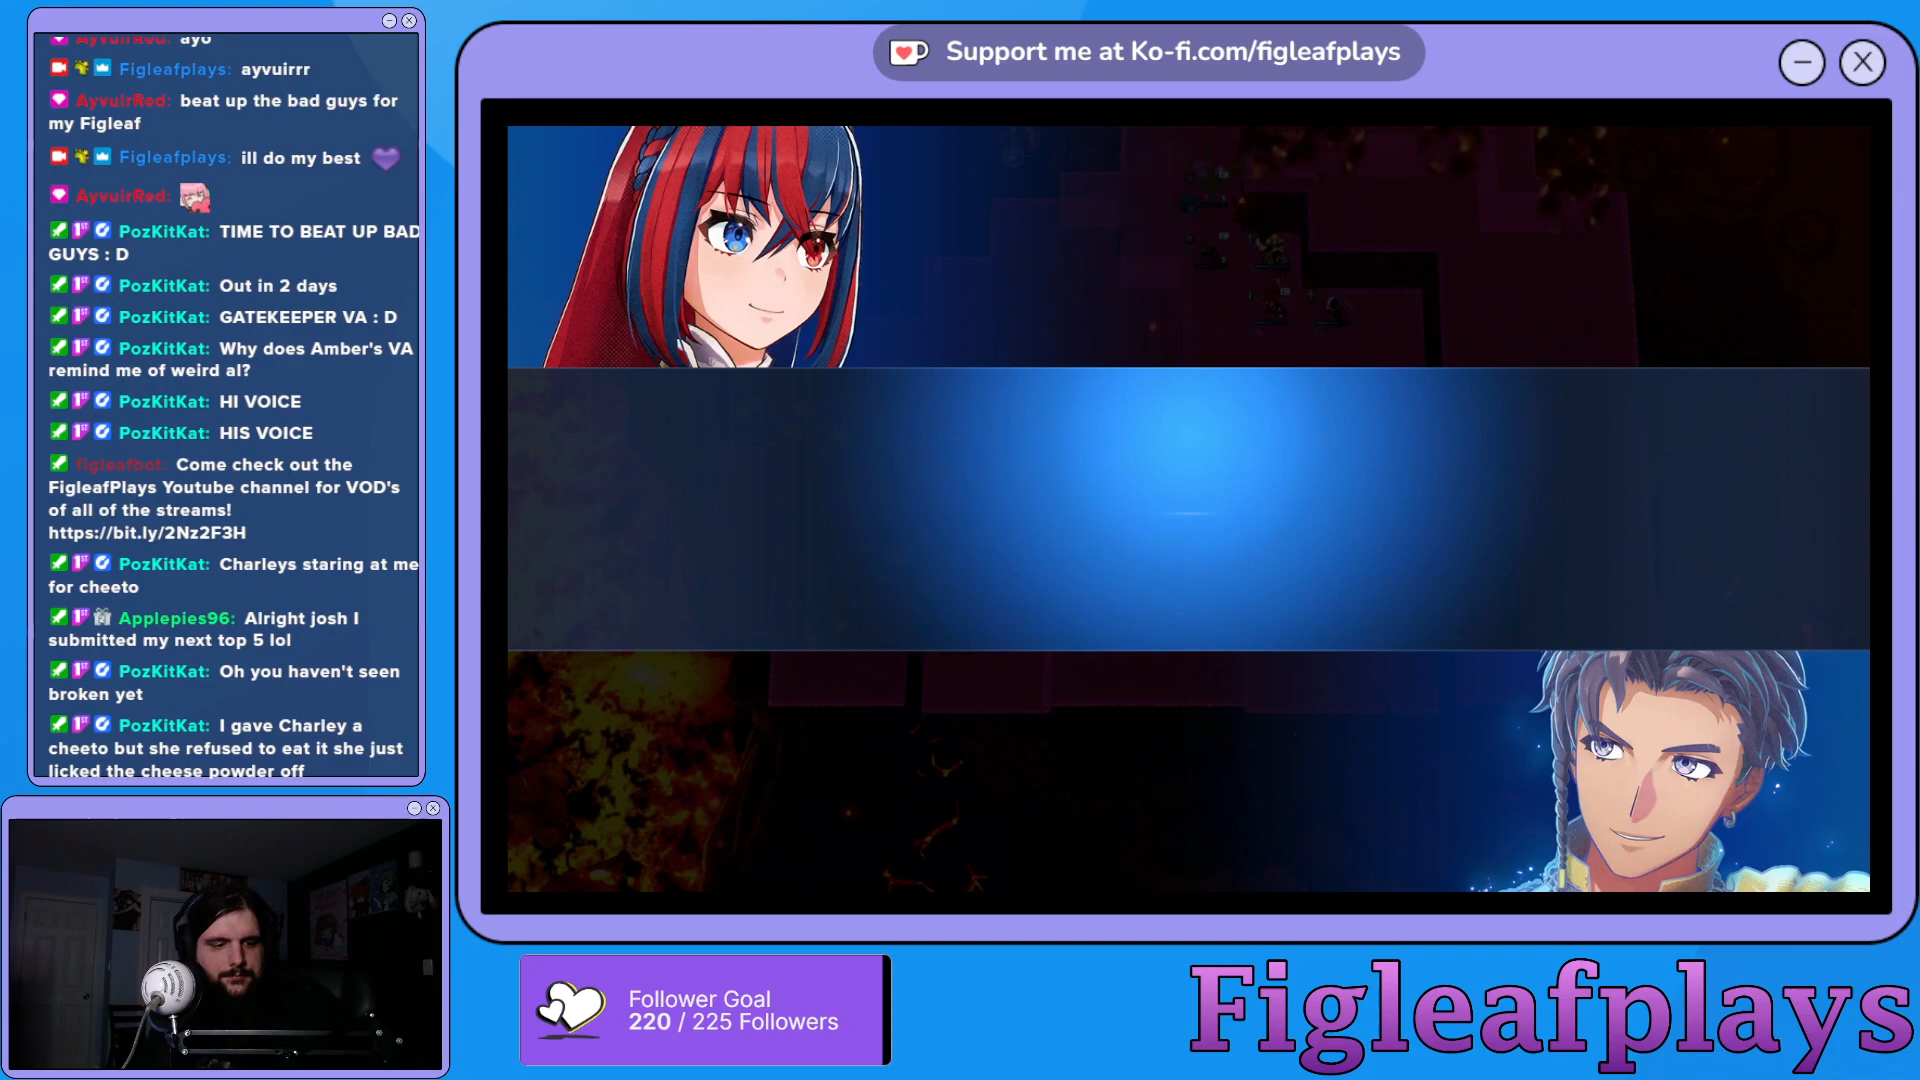 AyvuirRed: ayo
Figleafplays: ayvuirrr
AyvuirRed: beat up the bad guys for
my Figleaf
Figleafplays: ill do my best
AyvuirRed:
PozKitKat: TIME TO BEAT UP BAD
GUYS : D
PozKitKat: Out in 2 days
PozKitKat: GATEKEEPER VA : D
PozKitKat: Why does Amber's VA
remind me of weird al?
PozKitKat: HI VOICE
PozKitKat: HIS VOICE
figleafbot: Come check out the
FigleafPlays Youtube channel for VOD's
of all of the streams!
https://bit.ly/2Nz2F3H
PozKitKat: Charleys staring at me
for cheeto
Applepies96: Alright josh I
submitted my next top 5 lol
PozKitKat: Oh you haven't seen
broken yet
PozKitKat: I gave Charley a
cheeto but she refused to eat it she just
licked the cheese powder off
Support me at Ko-fi.com/figleafplays
Follower Goal
220 / 225 Followers
Figleafplays